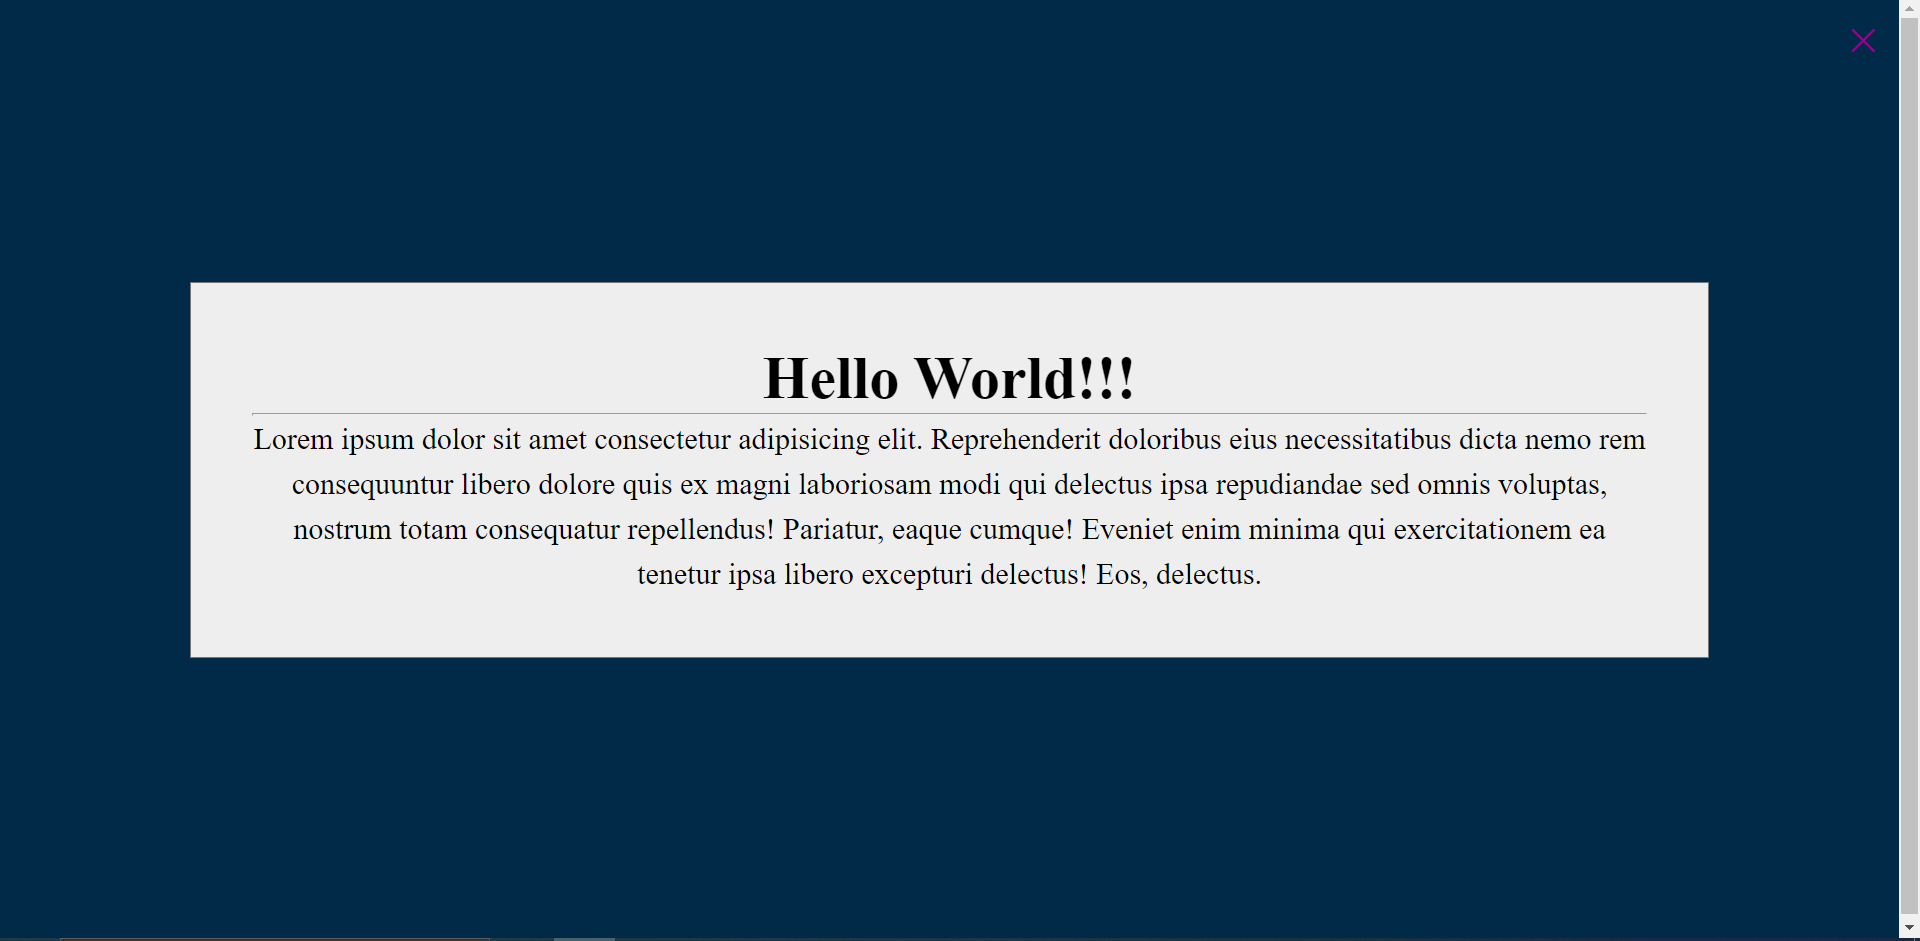 Hello World!!!
Lorem ipsum dolor sit amet consectetur adipisicing elit. Reprehenderit doloribus eius necessitatibus dicta nemo rem
consequuntur libero dolore quis ex magni laboriosam modi qui delectus ipsa repudiandae sed omnis voluptas,
nostrum totam consequatur repellendus! Pariatur, eaque cumque! Eveniet enim minima qui exercitationem ea
tenetur ipsa libero excepturi delectus! Eos, delectus.